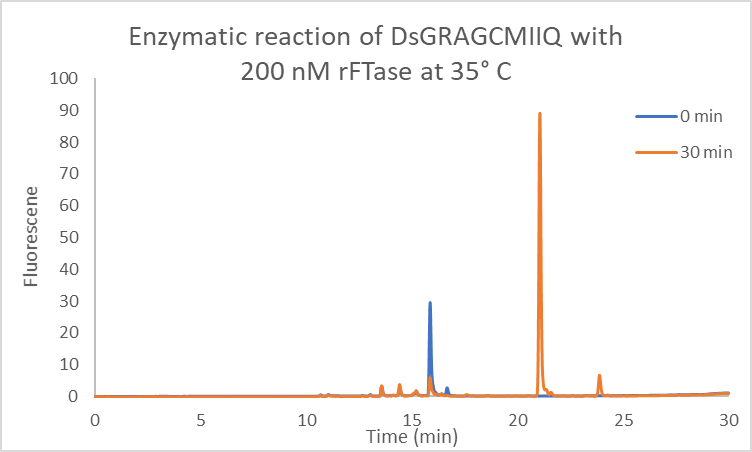 Enzymatic reaction of DsGRAGCMIIQ with
200 nM rFTase at 35° C
100
90
80
70
60
50
40
30
20
10
0
Fluorescene
0 min
30 min
0 5 10 15 20 25 30
Time (min)